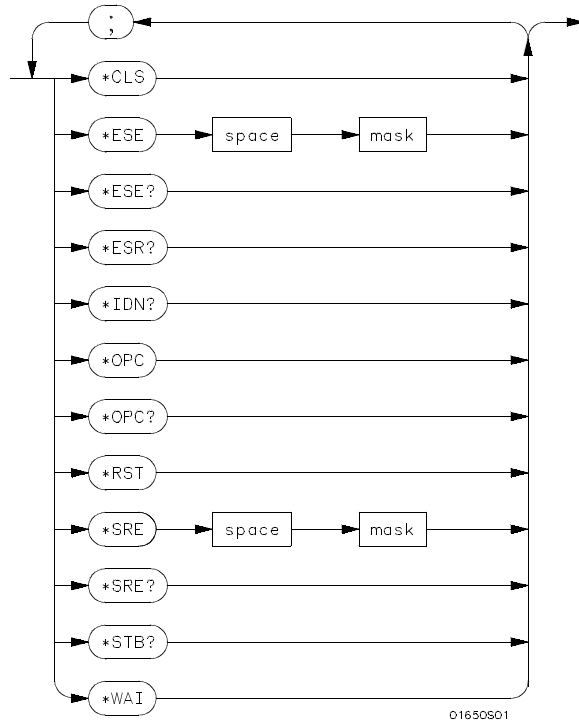 ;
*CLS
*ESE space mask
*ESE?
*ESR?
*IDN?
*OPC
*OPC?
*RST
*SRE space mask
*SRE?
*STB?
*WAI
01650S01